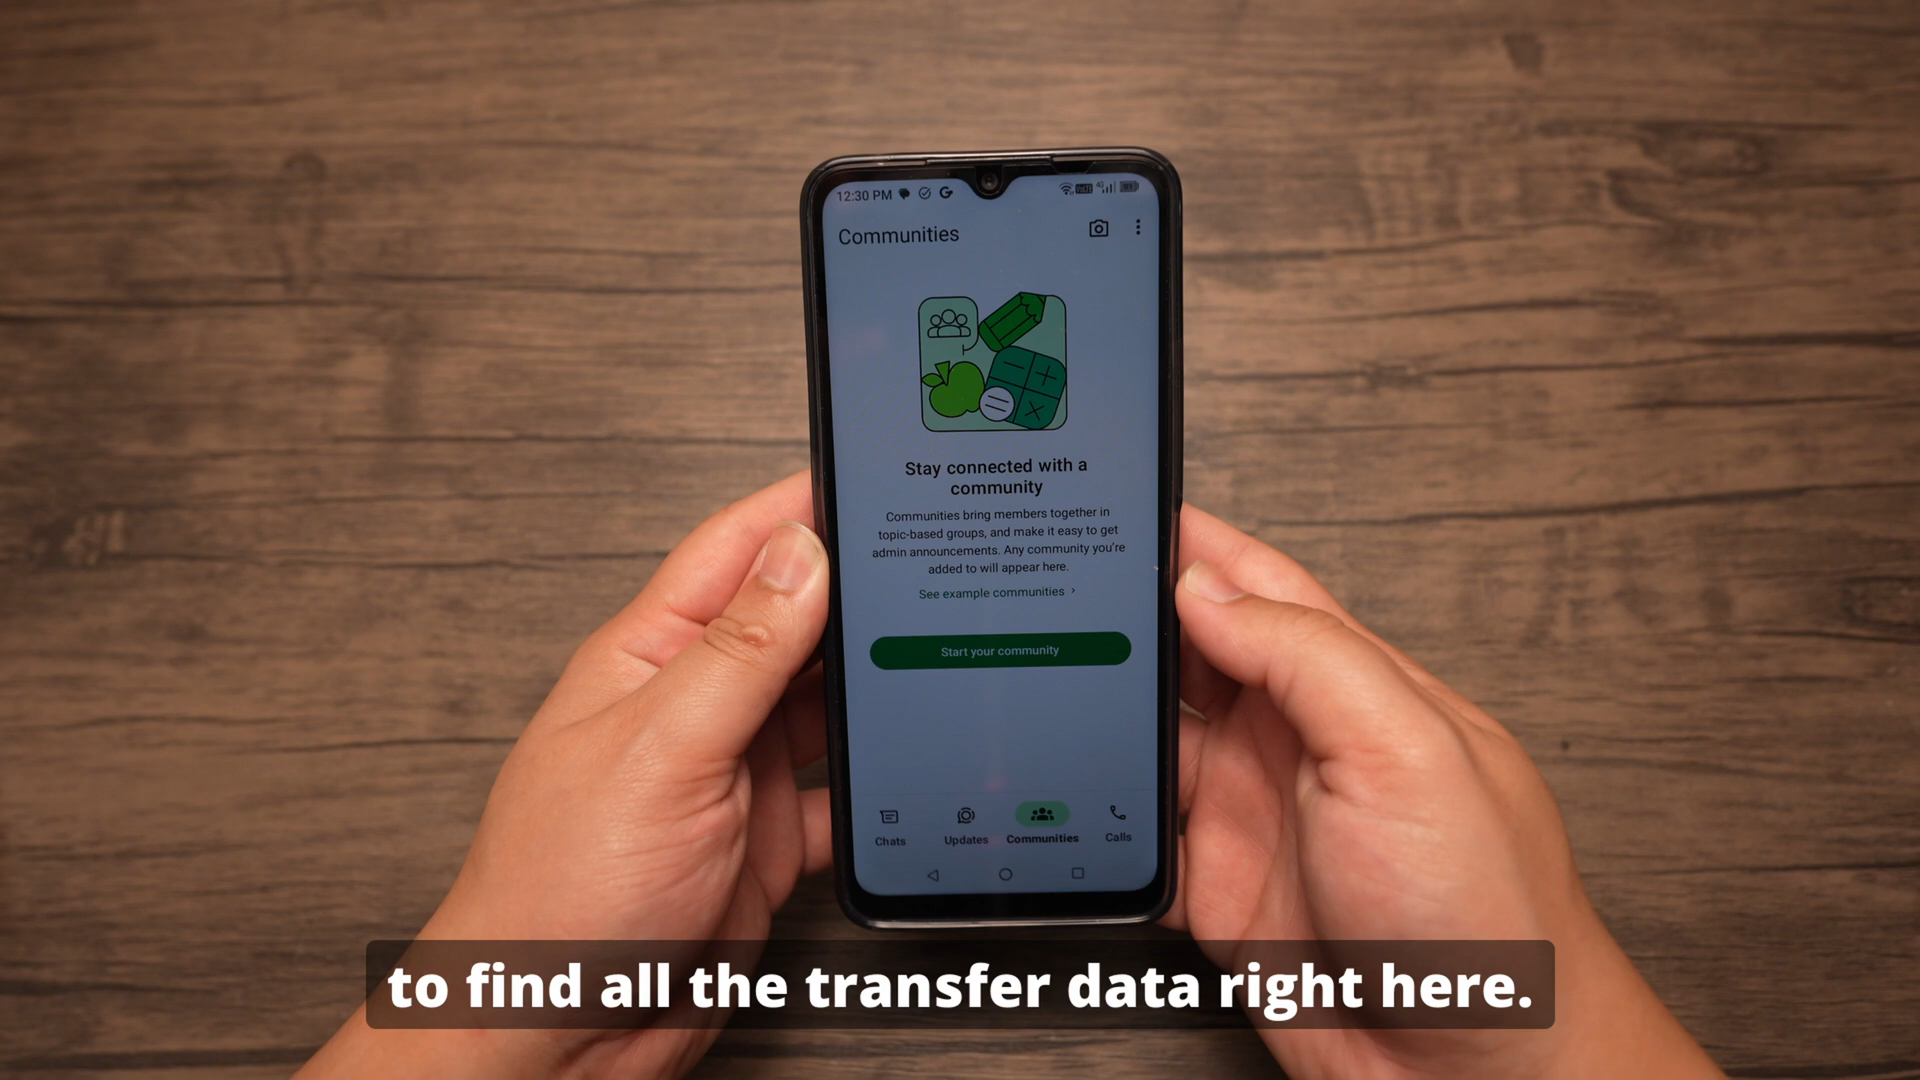 12:30 PM
Communities
Stay connected with a
community
Communities bring members together in
topic-based groups, and make it easy to get
admin announcements. Any community you're
added to will appear here.
See example communities >
Start your community
Chats
Updates
Communities
Calls
to find all the transfer data right here.